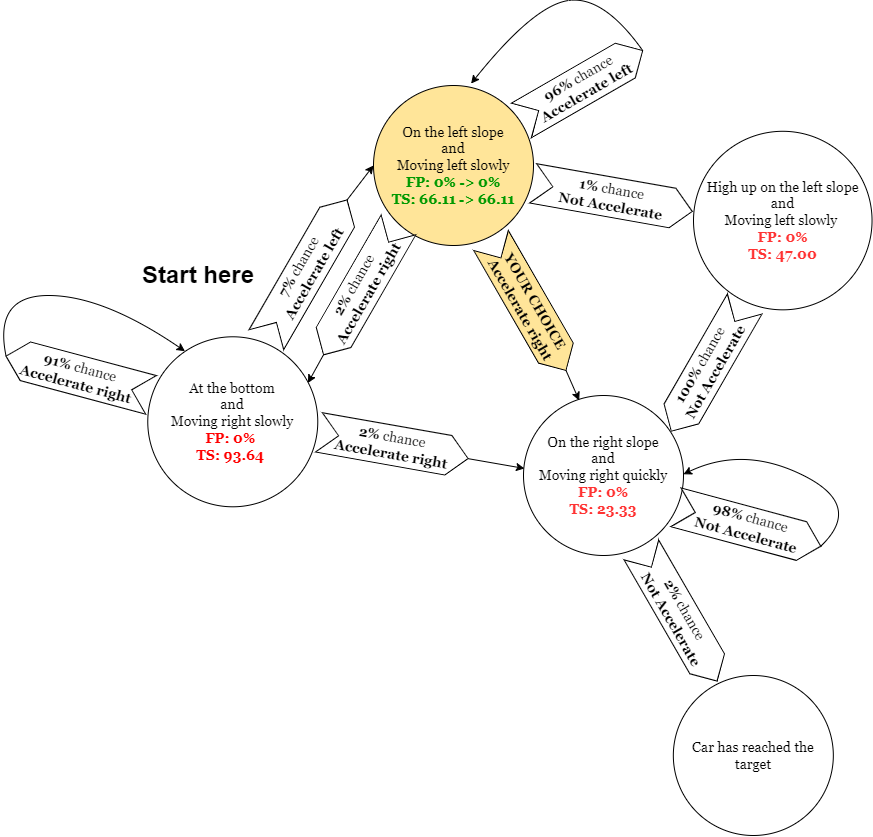 96% chance
Accelerate left
On the left slope
and
Moving left slowly
FP: 0% -> 0%
TS: 66.11 -> 66.11
1% chance
Not Accelerate
High up on the left slope
and
Moving left slowly
FP: 0%
TS: 47.00
7% chance
Accelerate left
2% chance
Accelerate right
YOUR CHOICE
Accelerate right
Start here
100% chance
Not Accelerate
91% chance
Accelerate right
At the bottom
and
Moving right slowly
FP: 0%
TS: 93.64
2% chance
Accelerate right
On the right slope
and
Moving right quickly
FP: 0%
TS: 23.33
98% chance
Not Accelerate
2% chance
Not Accelerate
Car has reached the
target